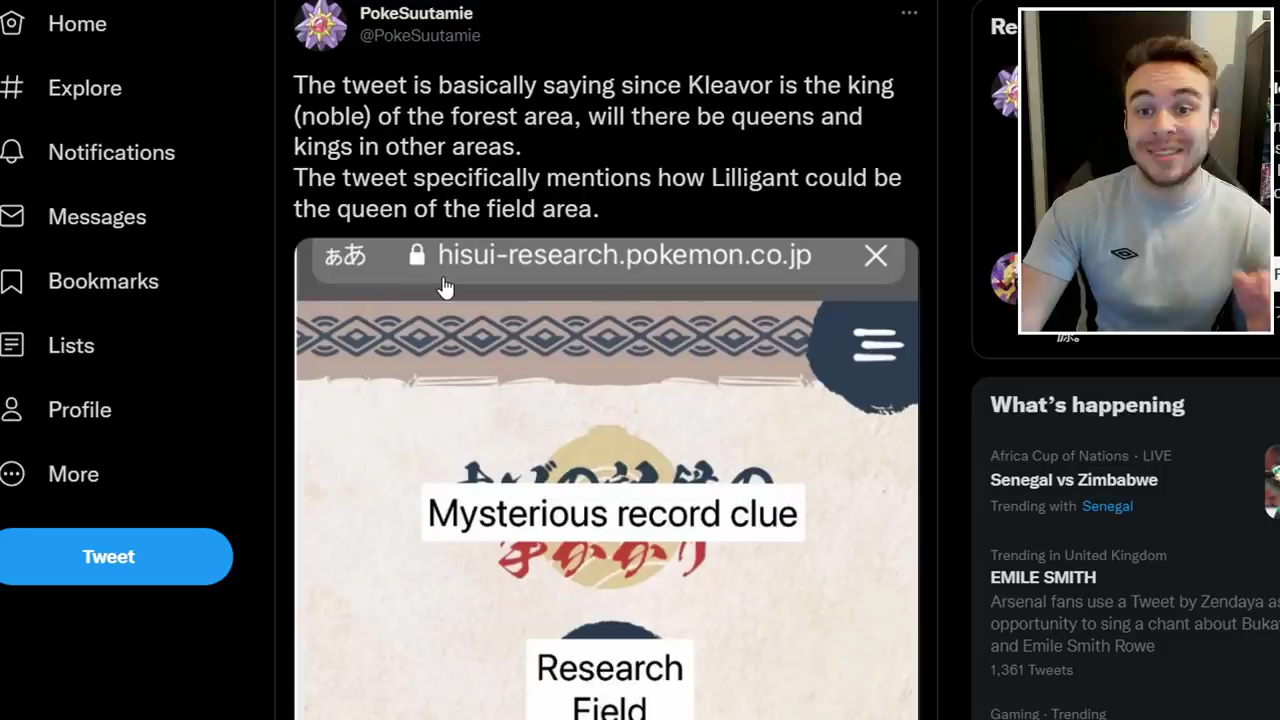 Home
Explore
Notifications
Messages
Bookmarks
Lists
Profile
More
Tweet
PokeSuutamie
@PokeSuutamie
The tweet is basically saying since Kleavor is the king
(noble) of the forest area, will there be queens and
kings in other areas.
The tweet specifically mentions how Lilligant could be
the queen of the field area.
ぁあ hisui-research.pokemon.co.jp
Mysterious record clue
Research
Field
Re
What's happening
Africa Cup of Nations · LIVE
Senegal vs Zimbabwe
Trending with Senegal
Trending in United Kingdom
EMILE SMITH
Arsenal fans use a Tweet by Zendaya as
opportunity to sing a chant about Buka
and Emile Smith Rowe
1,361 Tweets
Gaming · Trending